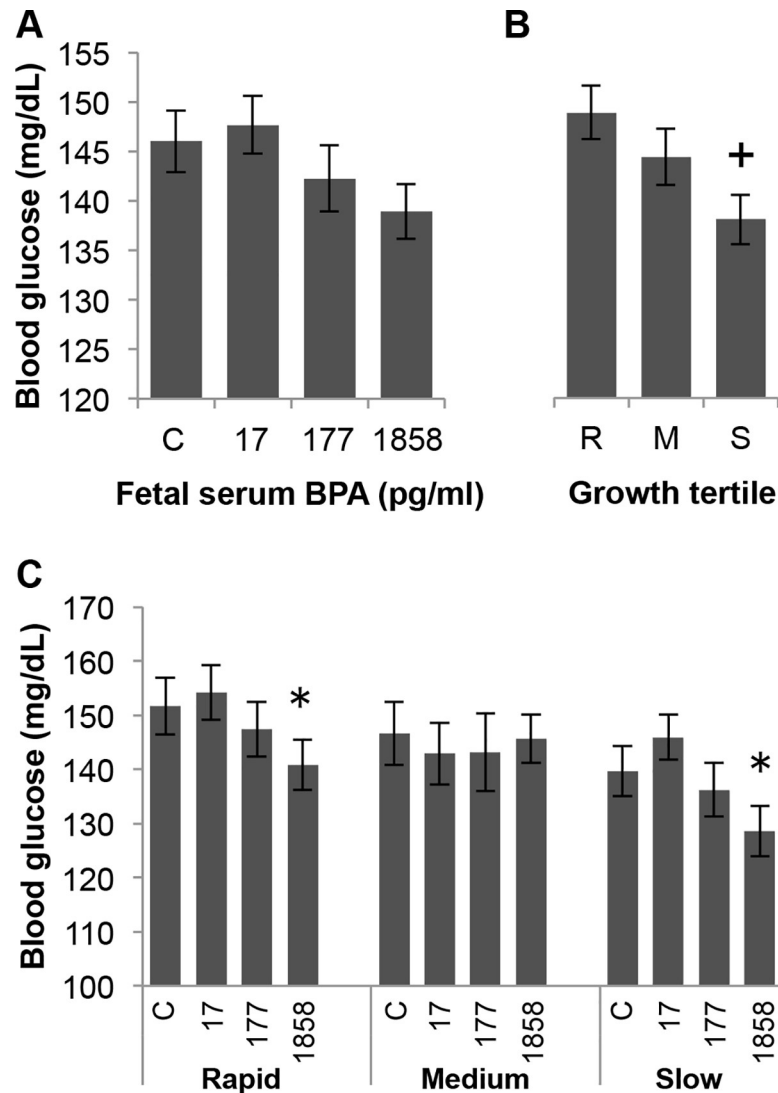 A
Blood glucose (mg/dL)
155
150
145
140
135
130
125
120
C 17 177 1858
Fetal serum BPA (pg/ml)
B
+
R M S
Growth tertile
C
Blood glucose (mg/dL)
170
160
150
140
130
120
110
100
* *
C 17 177 1858 C 17 177 1858 C 17 177 1858
Rapid Medium Slow